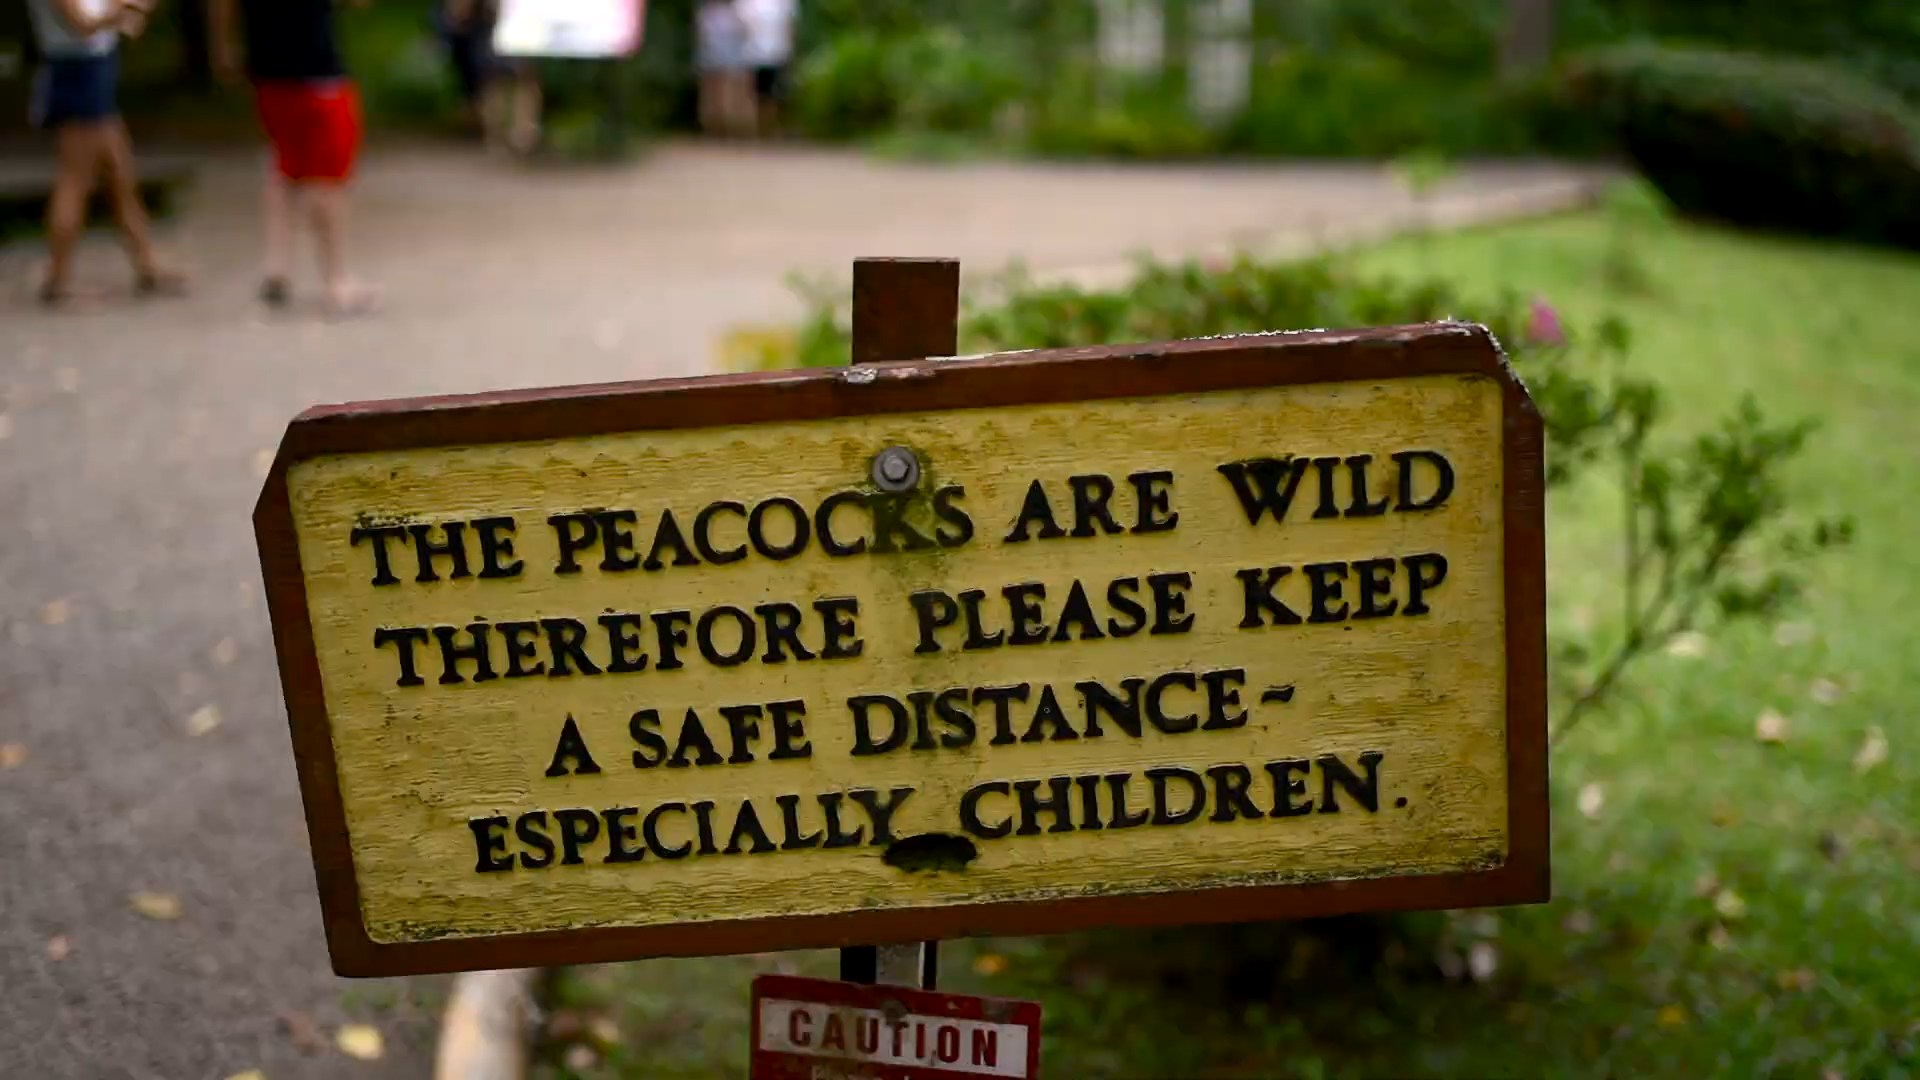 THE PEACOCKS ARE WILD
THEREFORE PLEASE KEEP
A SAFE DISTANCE~
ESPECIALLY CHILDREN.
CAUTION